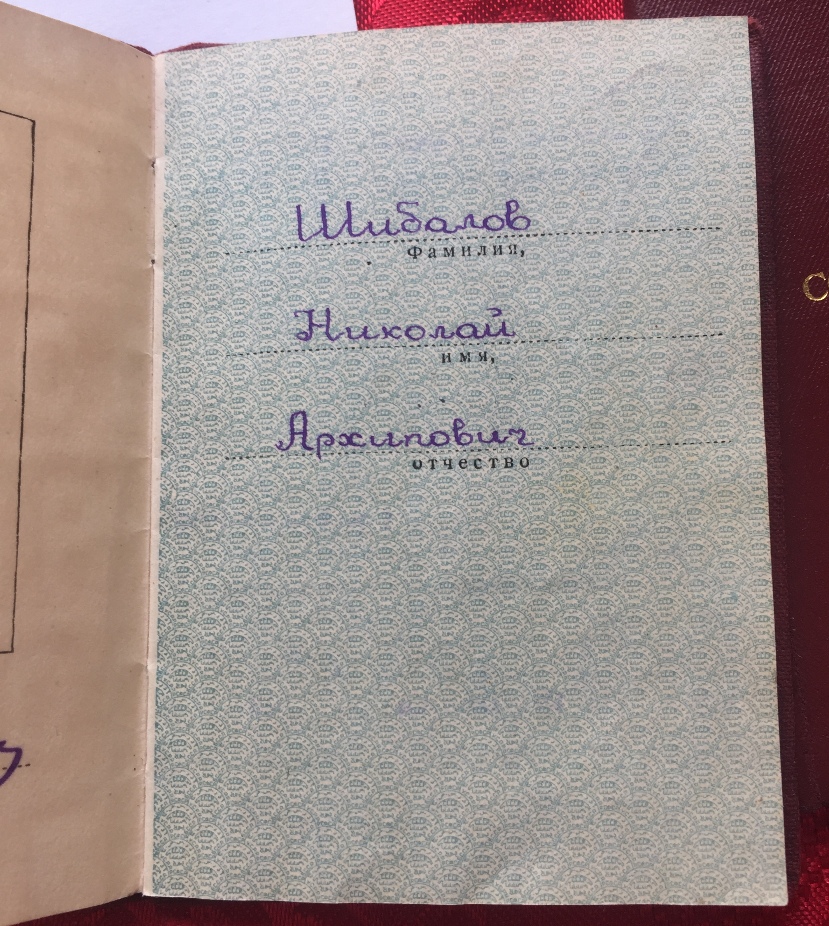 Шибалов
Фамилия,
Николай
имя,
Архипович
отчество
С